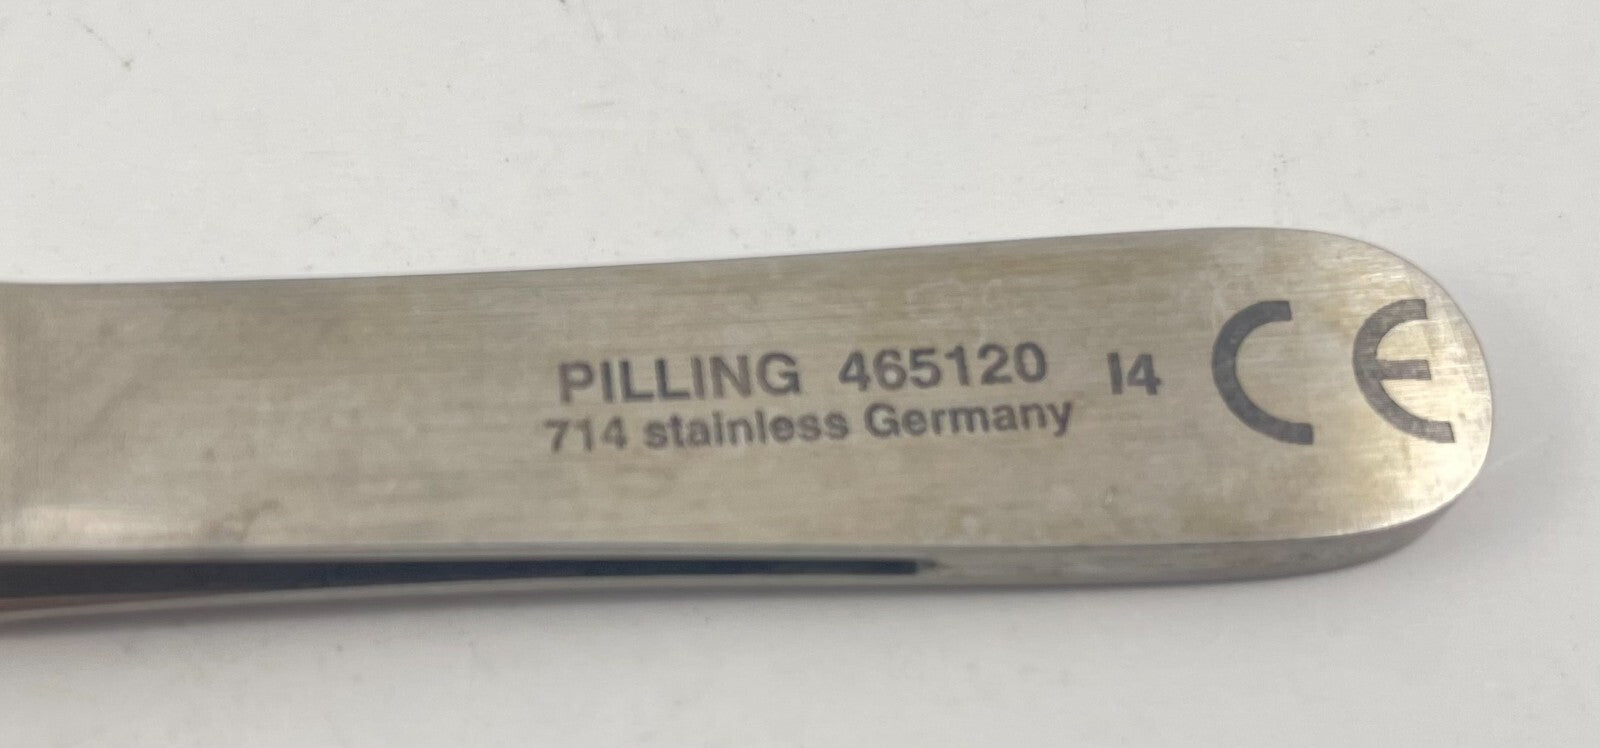 PILLING 465120 I4 CE
714 stainless Germany